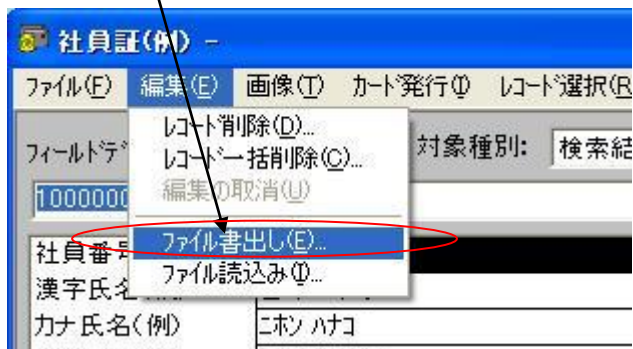 社員証(例) -
ファイル(F) 編集(E) 画像(T) カード発行(I) レコード選択(R
レコード削除(D)...
フィールドデ レコード一括削除(C)... 対象種別: 検索結
編集の取消(U)
1000000
ファイル書出し(E)...
社員番号
ファイル読込み(I)...
漢字氏名
カナ氏名(例) ニホン ハナコ